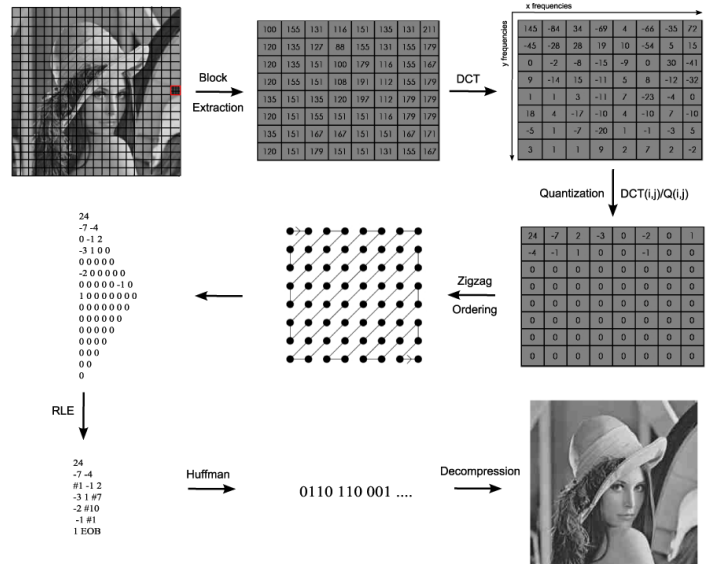 x frequencies
y frequencies
Block
Extraction
100 155 131 116 151 135 131 211
120 135 127 88 155 131 155 179
120 135 151 100 179 116 155 167
120 155 151 108 191 112 155 179
135 151 135 120 197 112 179 179
120 151 155 151 151 116 179 179
135 151 167 167 151 151 167 171
120 151 179 151 151 131 155 167
DCT
145 -84 34 -69 4 -66 -35 72
-45 -28 28 19 10 -54 5 15
0 -2 -8 -15 -9 0 30 -41
9 -14 15 -11 5 8 -12 -32
1 1 3 -11 7 -23 -4 0
18 4 -17 -10 4 -10 7 -10
-5 1 -7 -20 1 -1 -3 5
3 1 1 9 2 7 2 -2
Quantization DCT(i,j)/Q(i,j)
24 -7 2 -3 0 -2 0 1
-4 -1 1 0 0 -1 0 0
0 0 0 0 0 0 0 0
0 0 0 0 0 0 0 0
0 0 0 0 0 0 0 0
0 0 0 0 0 0 0 0
0 0 0 0 0 0 0 0
0 0 0 0 0 0 0 0
Zigzag
Ordering
24
-7 -4
0 -1 2
-3 1 0 0
0 0 0 0 0
-2 0 0 0 0 0
0 0 0 0 0 -1 0
1 0 0 0 0 0 0 0
0 0 0 0 0 0 0
0 0 0 0 0 0
0 0 0 0 0
0 0 0 0
0 0 0
0 0
0
RLE
24
-7 -4
#1 -1 2
-3 1 #7
-2 #10
-1 #1
1 EOB
Huffman
0110 110 001 ....
Decompression